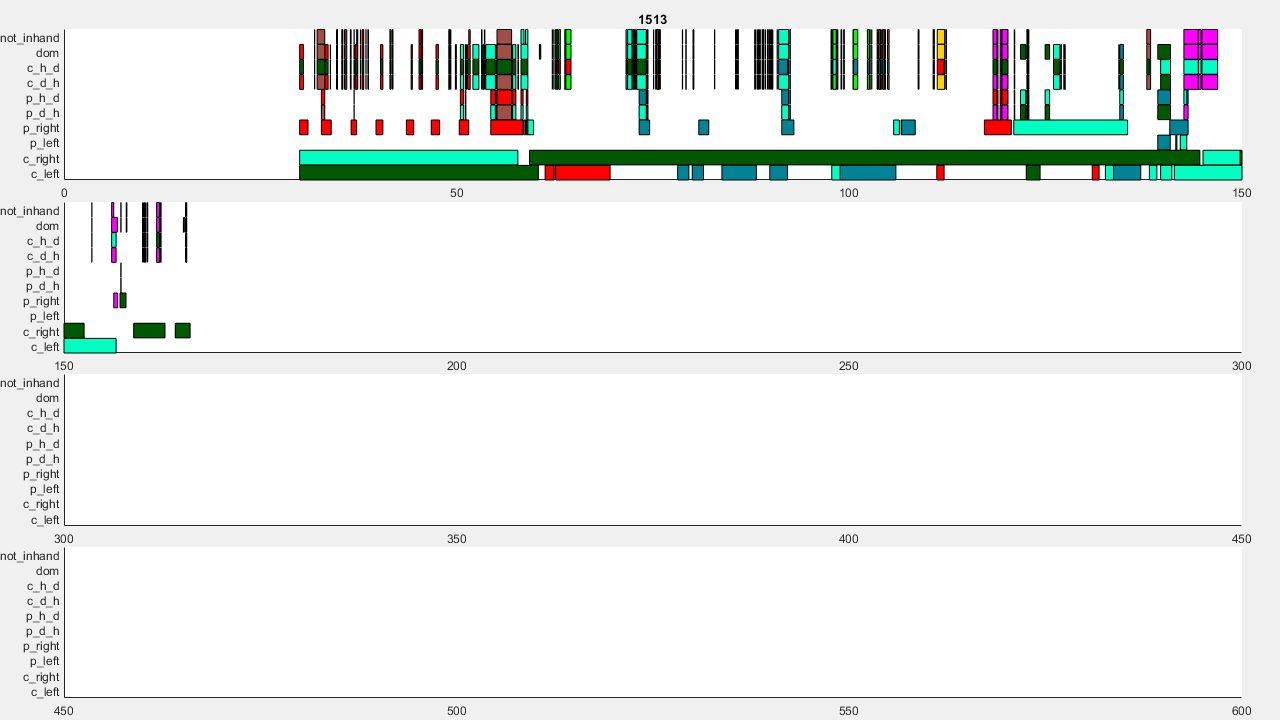 1513
not_inhand
dom
c_h_d
c_d_h
p_h_d
p_d_h
p_right
p_left
c_right
c_left
0 50 100 150
not_inhand
dom
c_h_d
c_d_h
p_h_d
p_d_h
p_right
p_left
c_right
c_left
150 200 250 300
not_inhand
dom
c_h_d
c_d_h
p_h_d
p_d_h
p_right
p_left
c_right
c_left
300 350 400 450
not_inhand
dom
c_h_d
c_d_h
p_h_d
p_d_h
p_right
p_left
c_right
c_left
450 500 550 600